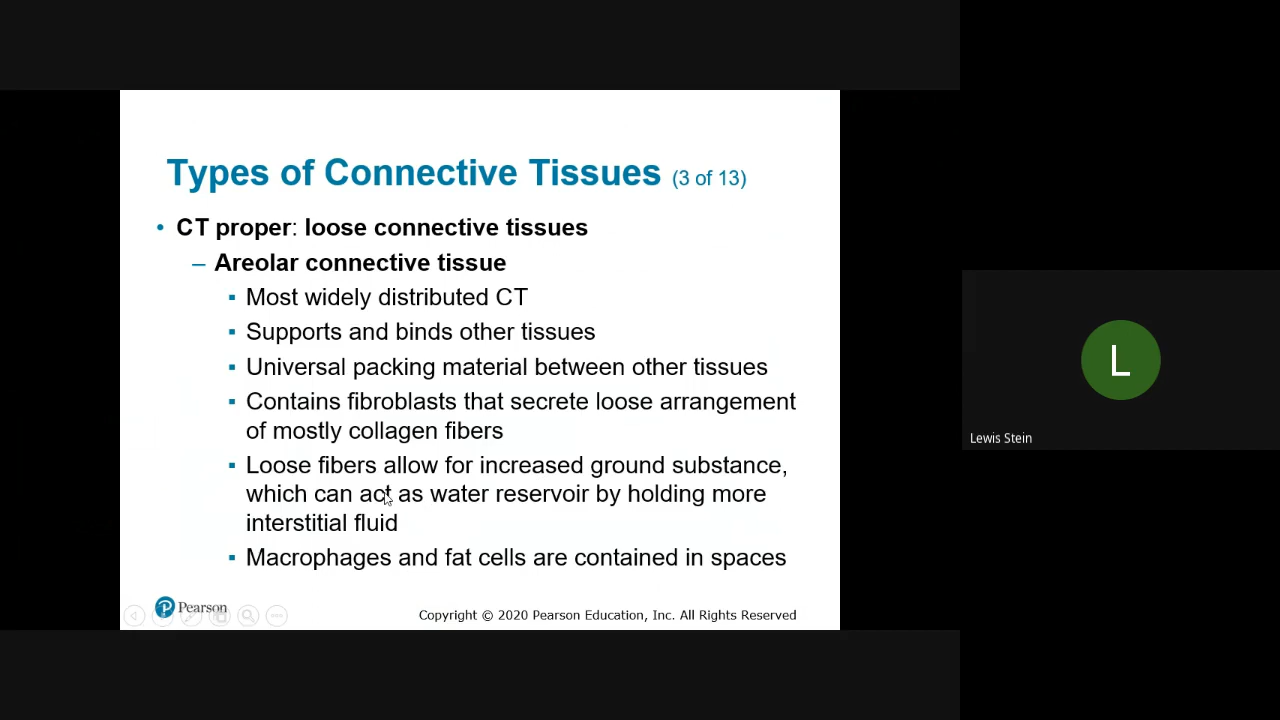 Types of Connective Tissues (3 of 13)
• CT proper: loose connective tissues
– Areolar connective tissue
▪ Most widely distributed CT
▪ Supports and binds other tissues
▪ Universal packing material between other tissues
▪ Contains fibroblasts that secrete loose arrangement
of mostly collagen fibers
▪ Loose fibers allow for increased ground substance,
which can act as water reservoir by holding more
interstitial fluid
▪ Macrophages and fat cells are contained in spaces
P Pearson
Copyright © 2020 Pearson Education, Inc. All Rights Reserved
L
Lewis Stein